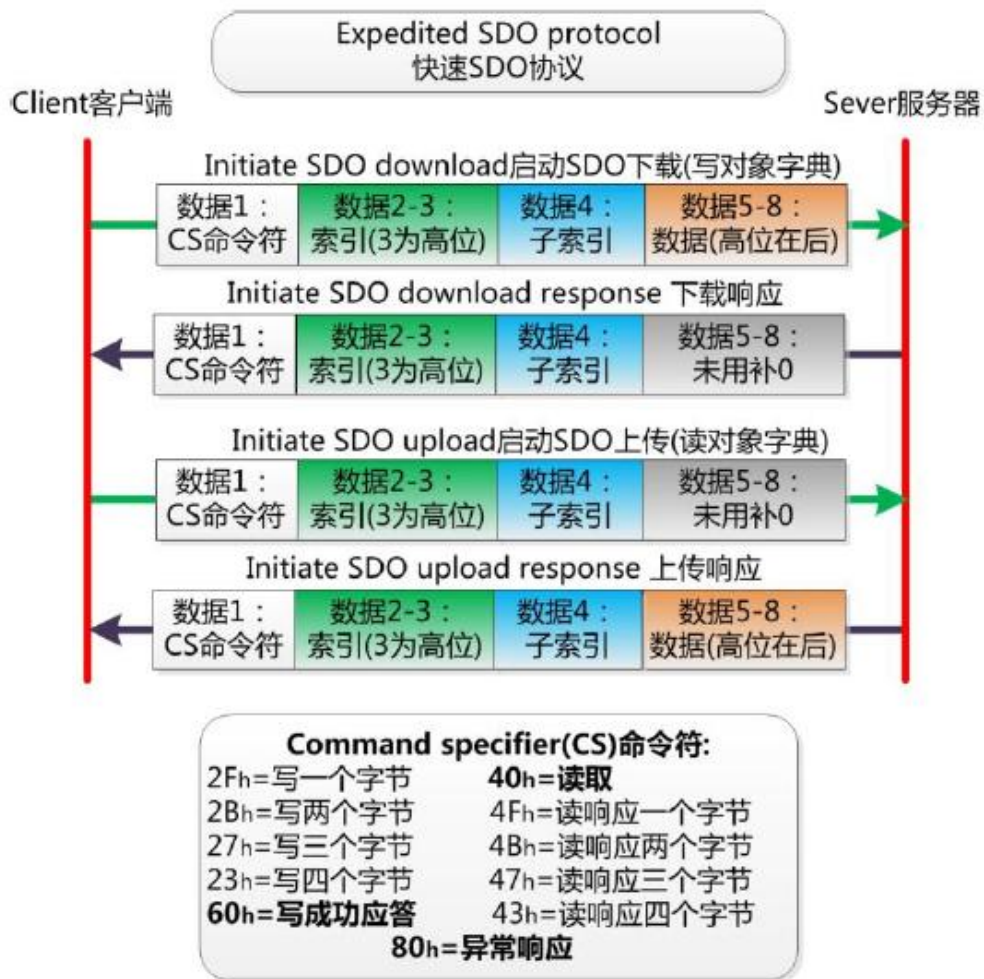 Expedited SDO protocol
快速SDO协议
Client客户端
Sever服务器
Initiate SDO download启动SDO下载(写对象字典)
数据1：
CS命令符
数据2-3：
索引(3为高位)
数据4：
子索引
数据5-8：
数据(高位在后)
Initiate SDO download response 下载响应
数据1：
CS命令符
数据2-3：
索引(3为高位)
数据4：
子索引
数据5-8：
未用补0
Initiate SDO upload启动SDO上传(读对象字典)
数据1：
CS命令符
数据2-3：
索引(3为高位)
数据4：
子索引
数据5-8：
未用补0
Initiate SDO upload response 上传响应
数据1：
CS命令符
数据2-3：
索引(3为高位)
数据4：
子索引
数据5-8：
数据(高位在后)
Command specifier(CS)命令符:
2Fh=写一个字节
40h=读取
2Bh=写两个字节
4Fh=读响应一个字节
27h=写三个字节
4Bh=读响应两个字节
23h=写四个字节
47h=读响应三个字节
60h=写成功应答
43h=读响应四个字节
80h=异常响应